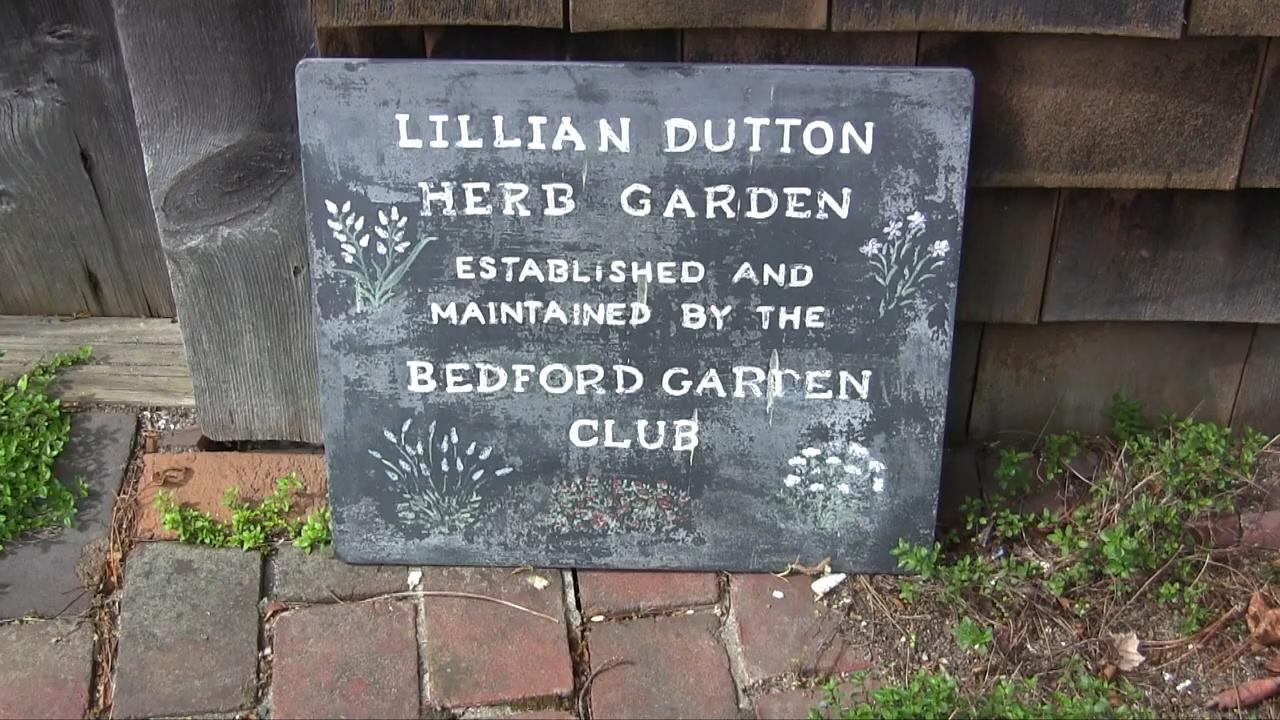 LILLIAN DUTTON
HERB GARDEN
ESTABLISHED AND
MAINTAINED BY THE
BEDFORD GARDEN
CLUB